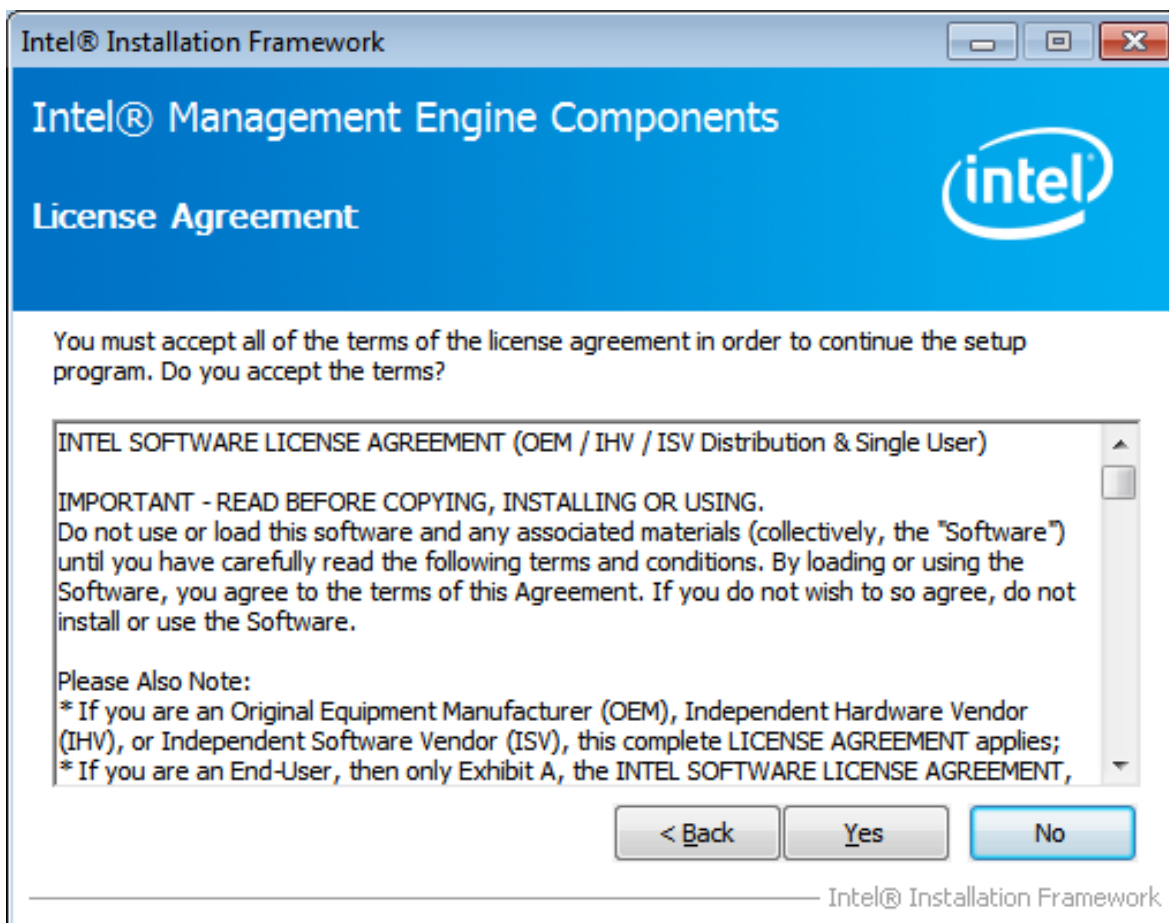 Intel® Installation Framework
Intel® Management Engine Components
intel
License Agreement
You must accept all of the terms of the license agreement in order to continue the setup
program. Do you accept the terms?
INTEL SOFTWARE LICENSE AGREEMENT (OEM / IHV / ISV Distribution & Single User)
IMPORTANT - READ BEFORE COPYING, INSTALLING OR USING.
Do not use or load this software and any associated materials (collectively, the "Software")
until you have carefully read the following terms and conditions. By loading or using the
Software, you agree to the terms of this Agreement. If you do not wish to so agree, do not
install or use the Software.
Please Also Note:
* If you are an Original Equipment Manufacturer (OEM), Independent Hardware Vendor
(IHV), or Independent Software Vendor (ISV), this complete LICENSE AGREEMENT applies;
* If you are an End-User, then only Exhibit A, the INTEL SOFTWARE LICENSE AGREEMENT,
< Back Yes No
Intel® Installation Framework